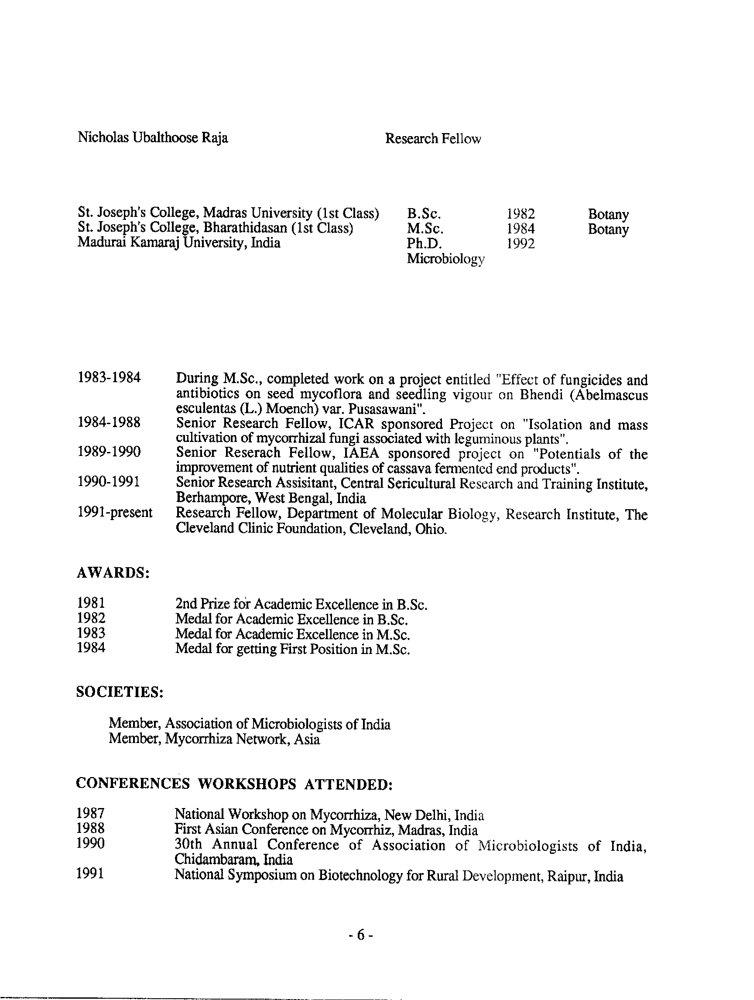 Nicholas Ubalthoose Raja Research Fellow
St. Joseph's College, Madras University (1st Class) B.Sc. 1982 Botany
St. Joseph's College, Bharathidasan (1st Class) M.Sc. 1984 Botany
Madurai Kamaraj University, India Ph.D. 1992
Microbiology
1983-1984 During M.Sc., completed work on a project entitled "Effect of fungicides and
antibiotics on seed mycoflora and seedling vigour on Bhendi (Abelmascus
esculentas (L.) Moench) var. Pusasawani".
1984-1988 Senior Research Fellow, ICAR sponsored Project on "Isolation and mass
cultivation of mycorrhizal fungi associated with leguminous plants".
1989-1990 Senior Reserach Fellow, IAEA sponsored project on "Potentials of the
improvement of nutrient qualities of cassava fermented end products".
1990-1991 Senior Research Assisitant, Central Sericultural Research and Training Institute,
Berhampore, West Bengal, India
1991-present Research Fellow, Department of Molecular Biology, Research Institute, The
Cleveland Clinic Foundation, Cleveland, Ohio.
AWARDS:
1981 2nd Prize for Academic Excellence in B.Sc.
1982 Medal for Academic Excellence in B.Sc.
1983 Medal for Academic Excellence in M.Sc.
1984 Medal for getting First Position in M.Sc.
SOCIETIES:
Member, Association of Microbiologists of India
Member, Mycorrhiza Network, Asia
CONFERENCES WORKSHOPS ATTENDED:
1987 National Workshop on Mycorrhiza, New Delhi, India
1988 First Asian Conference on Mycorrhiz, Madras, India
1990 30th Annual Conference of Association of Microbiologists of India,
Chidambaram, India
1991 National Symposium on Biotechnology for Rural Development, Raipur, India
- 6 -